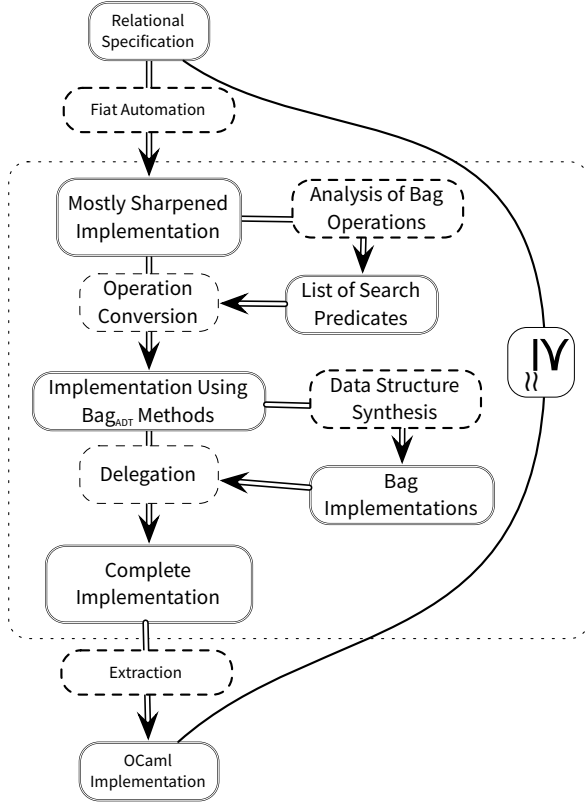 Relational
Specification
Fiat Automation
Mostly Sharpened
Implementation
Analysis of Bag
Operations
Operation
Conversion
List of Search
Predicates
Implementation Using
BagADT Methods
Data Structure
Synthesis
Delegation
Bag
Implementations
Complete
Implementation
Extraction
OCaml
Implementation